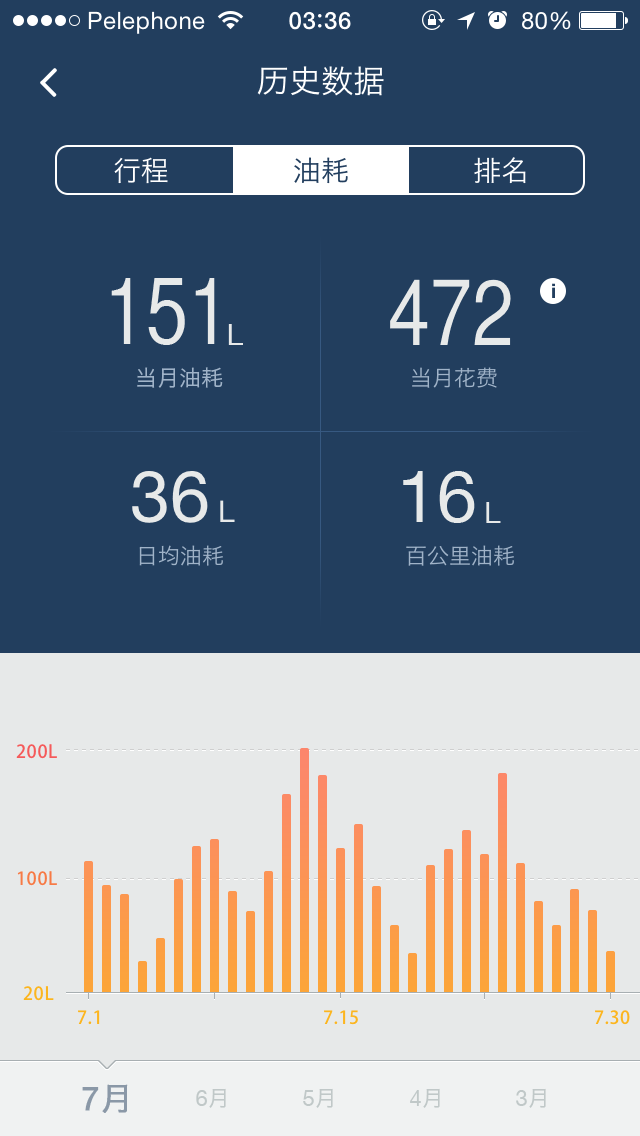 Pelephone 03:36 80%
历史数据
行程 油耗 排名
151L 472 i
当月油耗 当月花费
36 L 16 L
日均油耗 百公里油耗
200L
100L
20L
7.1 7.15 7.30
7月 6月 5月 4月 3月